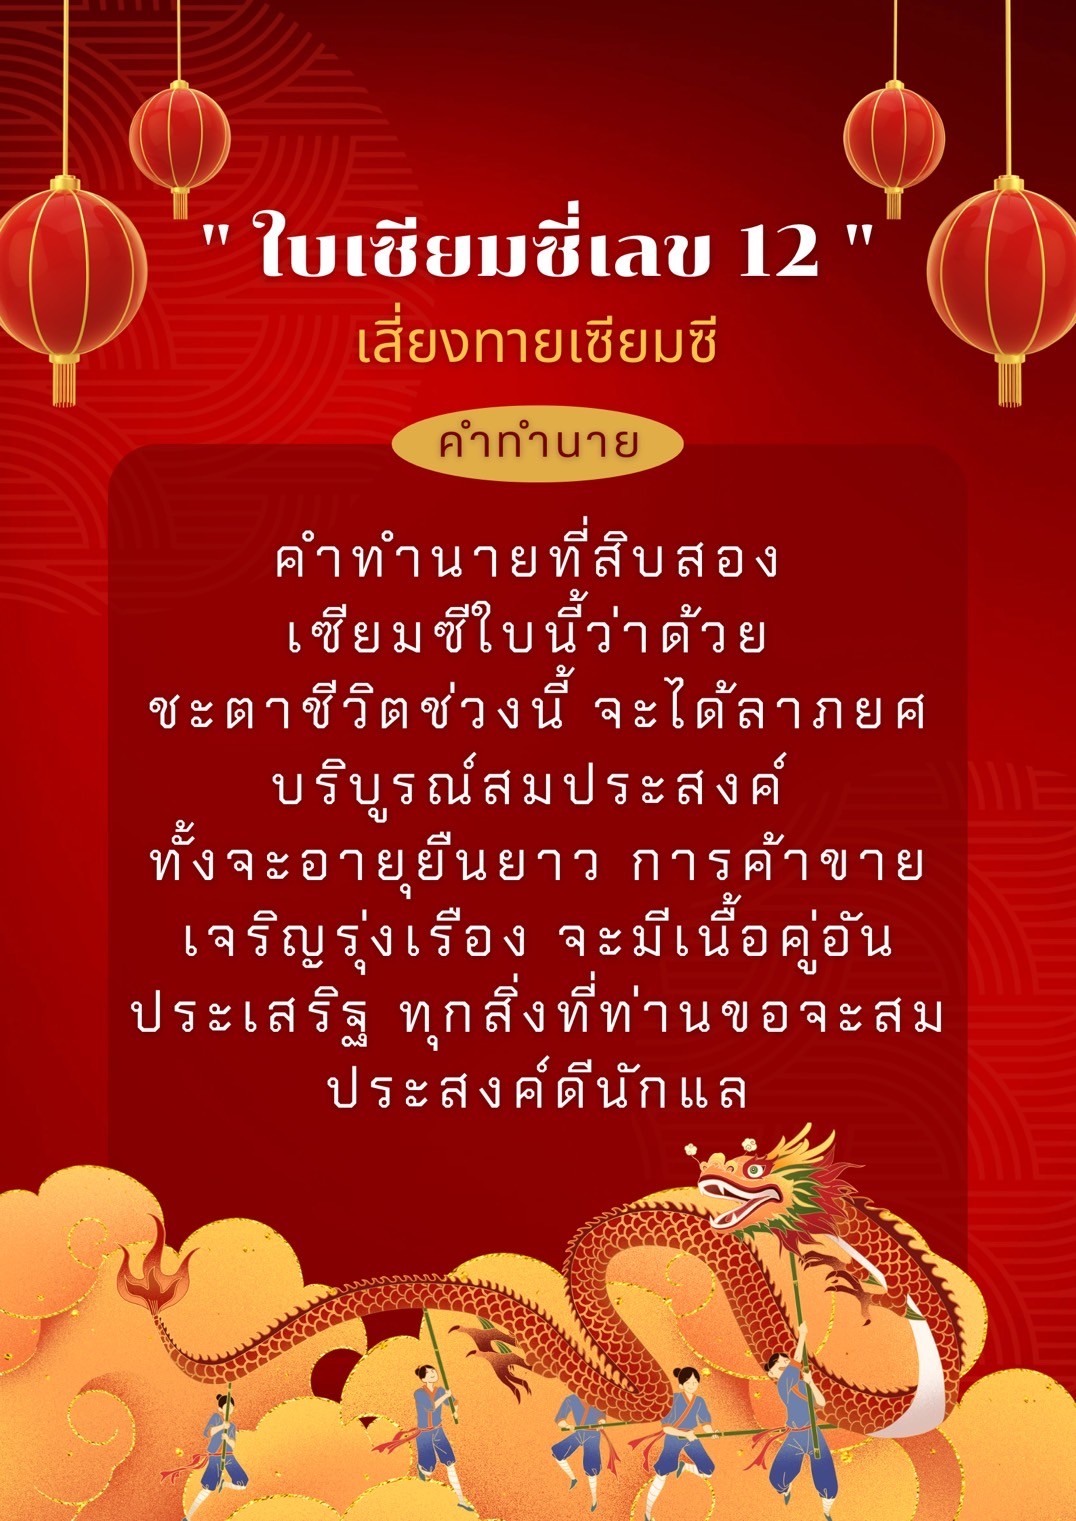 " ใบเซียมซี่เลข 12 "
เสี่ยงทายเซียมซี
คำทำนาย
คำทำนายที่สิบสอง
เซียมซีใบนี้ว่าด้วย
ชะตาชีวิตช่วงนี้ จะได้ลาภยศ
บริบูรณ์สมประสงค์
ทั้งจะอายุยืนยาว การค้าขาย
เจริญรุ่งเรือง จะมีเนื้อคู่อัน
ประเสริฐ ทุกสิ่งที่ท่านขอจะสม
ประสงค์ดีนักแล